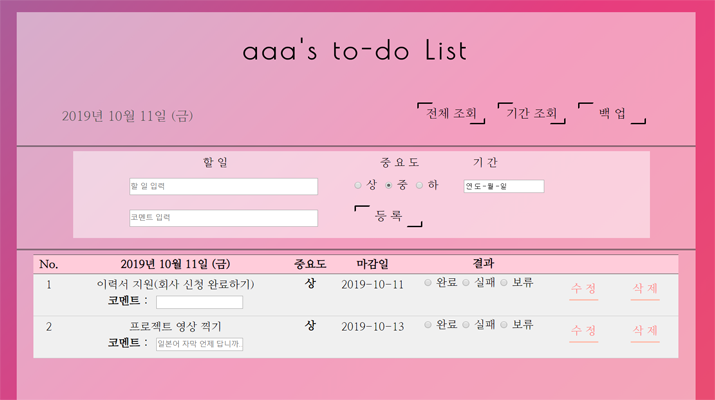 aaa's to-do List
2019년 10월 11일 (금)
전체 조회 기간 조회 백 업
할 일 중 요 도 기 간
할 일 입력 상 중 하 연도-월-일
코멘트 입력 등 록
No. 2019년 10월 11일 (금) 중요도 마감일 결과
1 이력서 지원(회사 신청 완료하기) 상 2019-10-11 완료 실패 보류 수 정 삭 제
코멘트 :
2 프로젝트 영상 찍기 상 2019-10-13 완료 실패 보류 수 정 삭 제
코멘트 : 일본어 자막 언제 답니까.